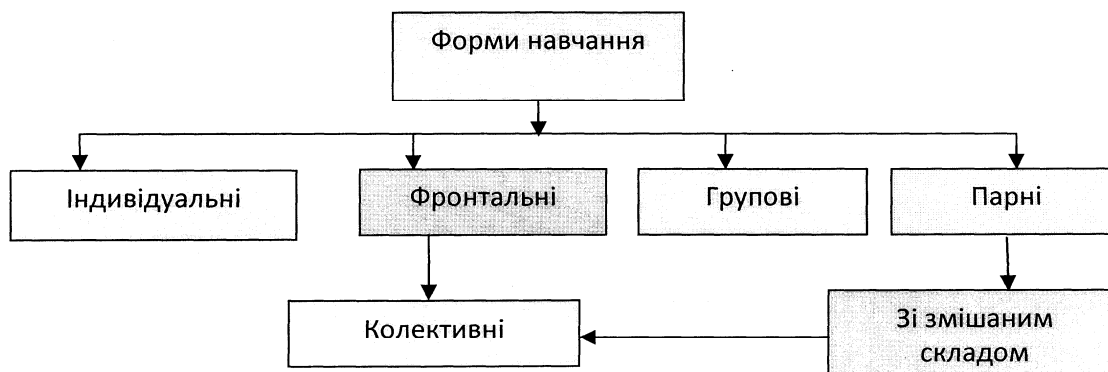 Форми навчання
Індивідуальні
Фронтальні
Групові
Парні
Колективні
Зі змішаним
складом